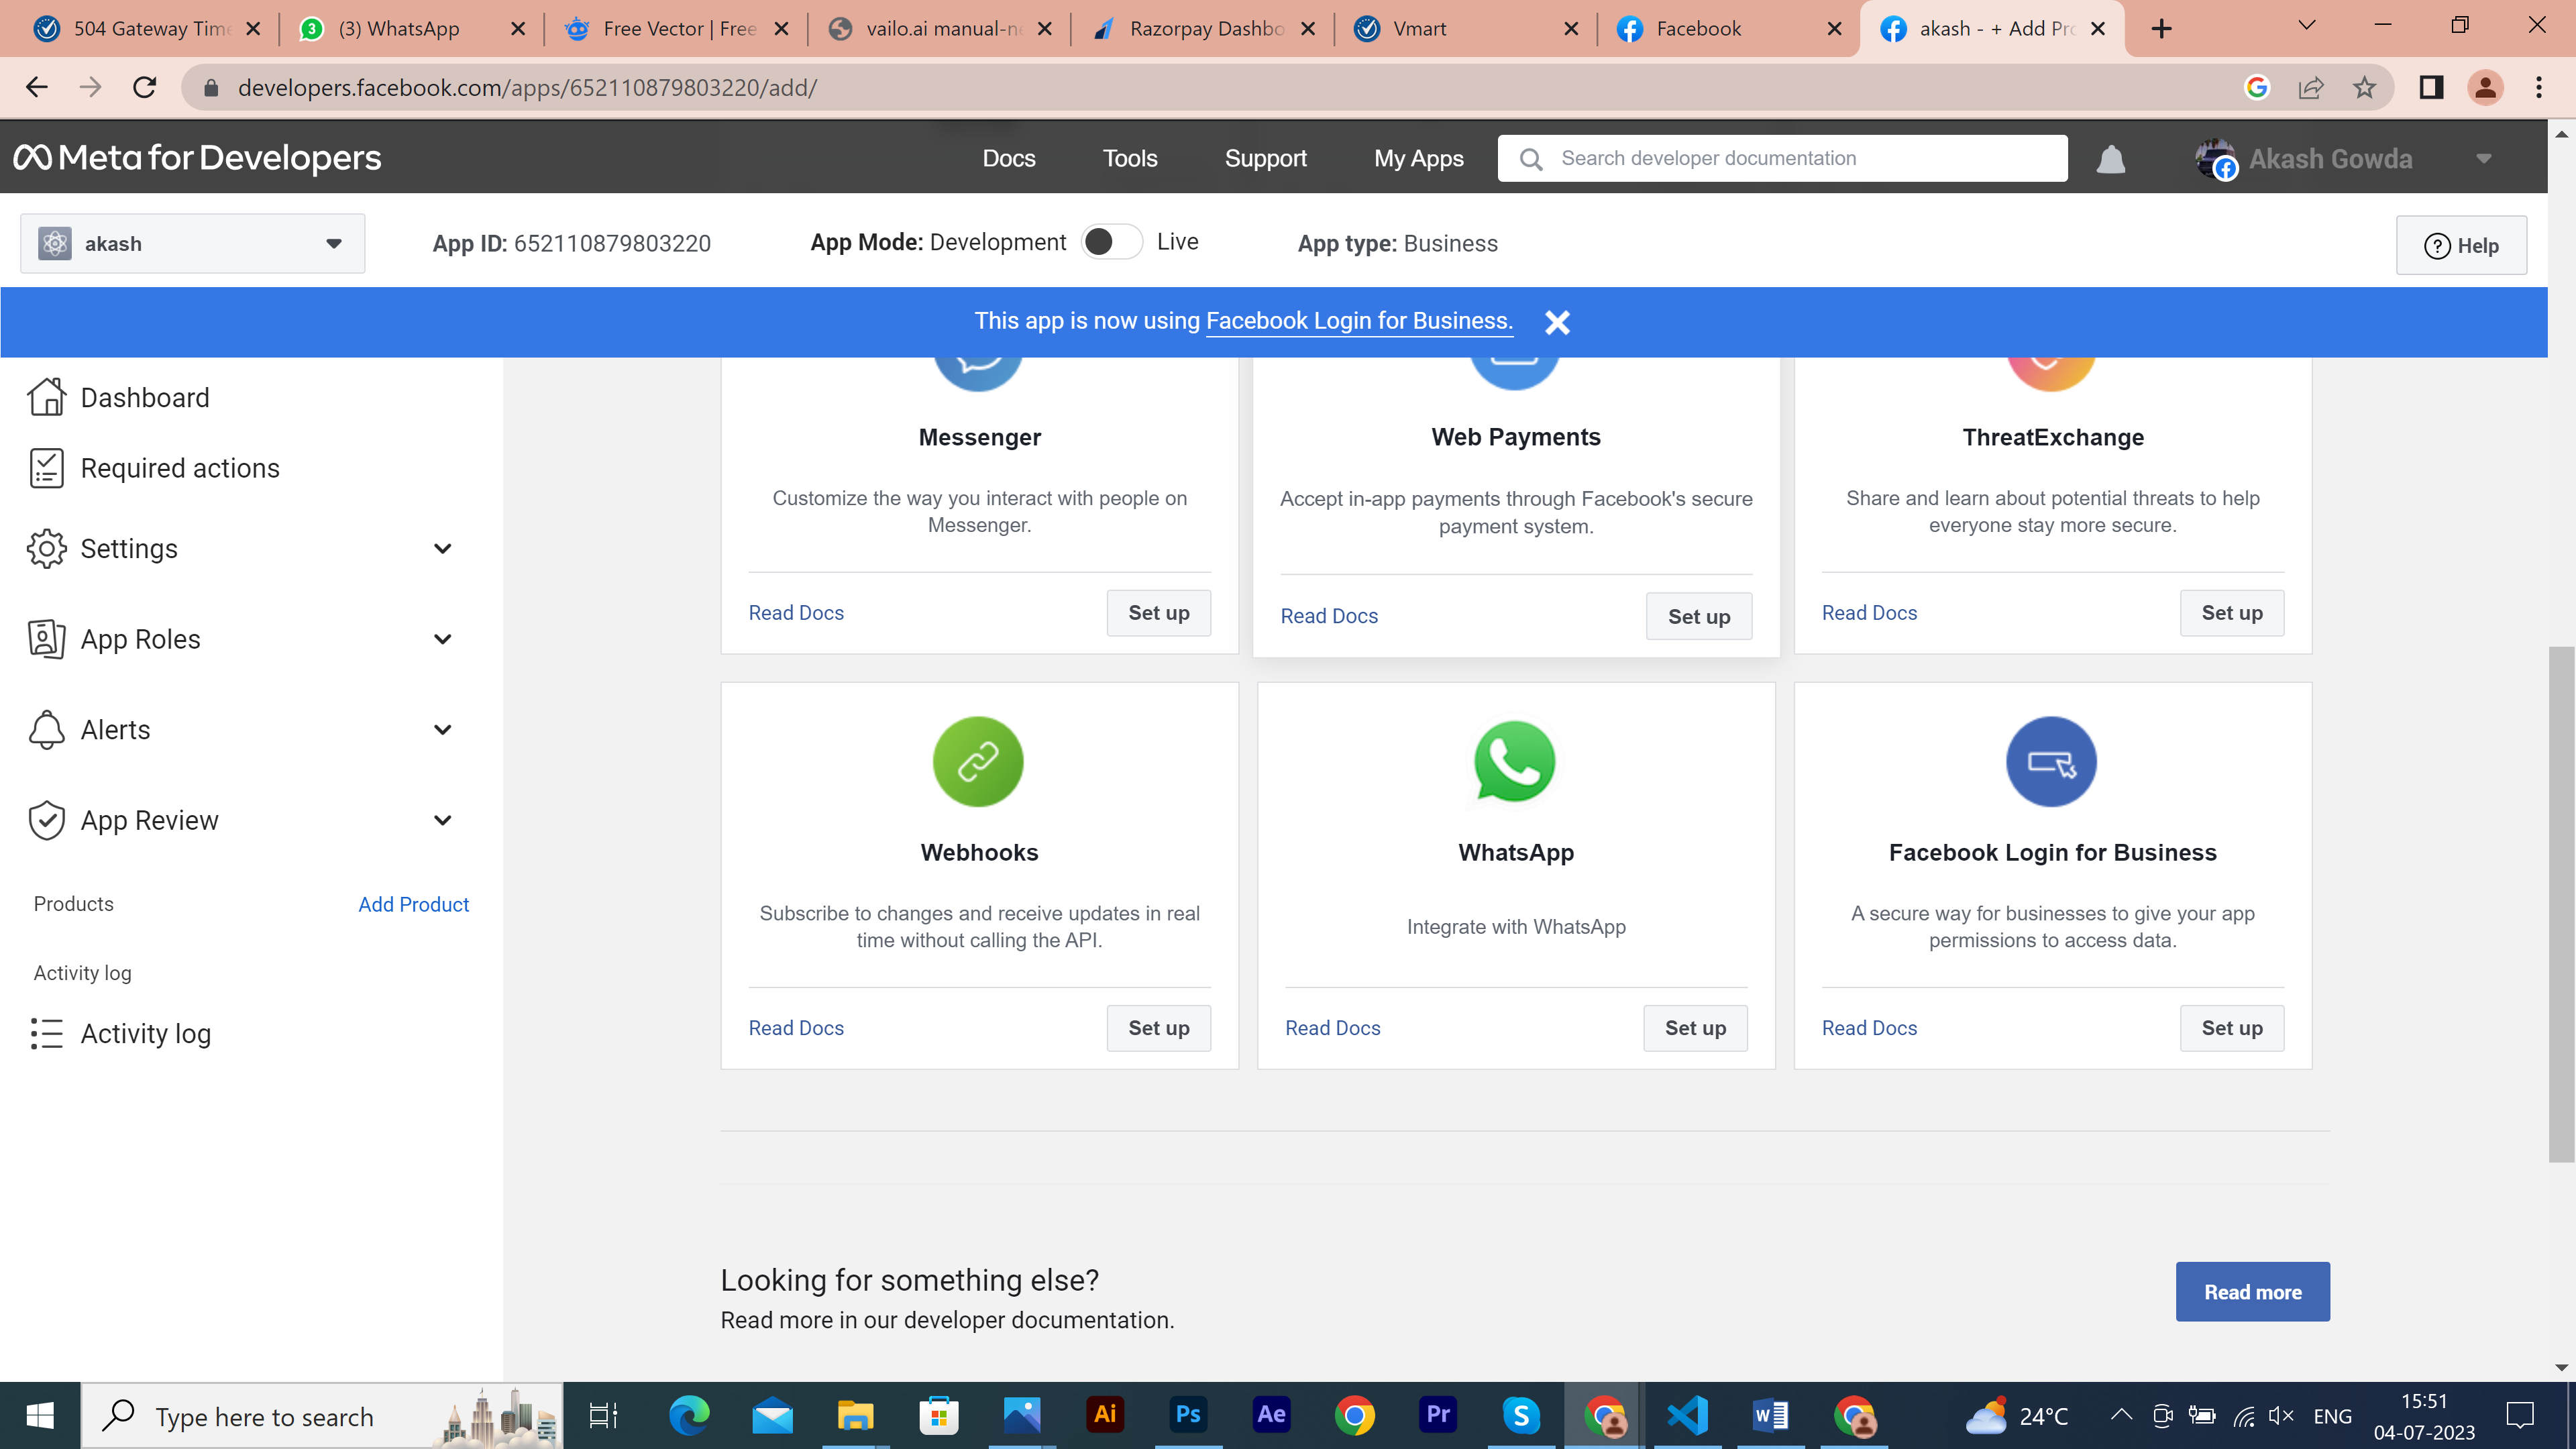 504 Gateway Time
(3) WhatsApp
Free Vector | Free
vailo.ai manual-ne
Razorpay Dashbo
Vmart
Facebook
akash - + Add Pro
developers.facebook.com/apps/652110879803220/add/
Meta for Developers
Docs
Tools
Support
My Apps
Search developer documentation
Akash Gowda
akash
App ID: 652110879803220
App Mode: Development
Live
App type: Business
Help
This app is now using Facebook Login for Business.
Dashboard
Required actions
Settings
App Roles
Alerts
App Review
Products
Add Product
Activity log
Activity log
Messenger
Customize the way you interact with people on
Messenger.
Read Docs
Set up
Web Payments
Accept in-app payments through Facebook's secure
payment system.
Read Docs
Set up
ThreatExchange
Share and learn about potential threats to help
everyone stay more secure.
Read Docs
Set up
Webhooks
Subscribe to changes and receive updates in real
time without calling the API.
Read Docs
Set up
WhatsApp
Integrate with WhatsApp
Read Docs
Set up
Facebook Login for Business
A secure way for businesses to give your app
permissions to access data.
Read Docs
Set up
Looking for something else?
Read more in our developer documentation.
Read more
Type here to search
Ai
Ps
Ae
Pr
S
24°C
ENG
15:51
04-07-2023